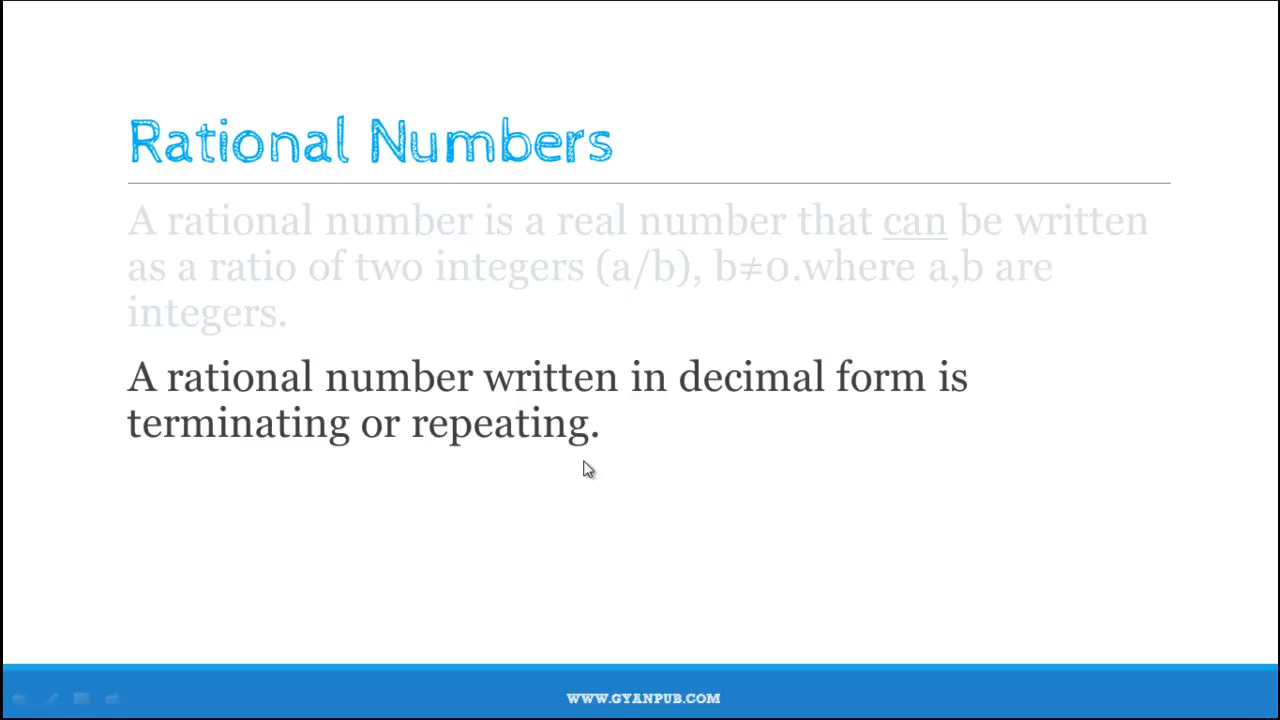 Rational Numbers
A rational number is a real number that can be written
as a ratio of two integers (a/b), b≠0.where a,b are
integers.
A rational number written in decimal form is
terminating or repeating.
WWW.GYANPUB.COM